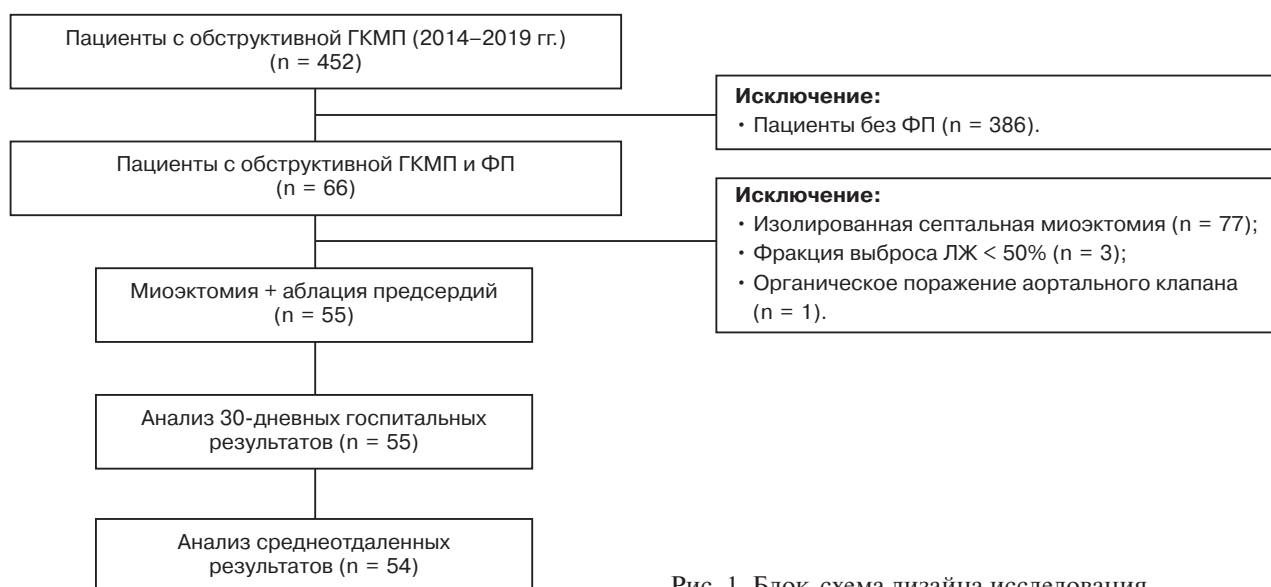 Пациенты с обструктивной ГКМП (2014–2019 гг.)
(n = 452)
Исключение:
• Пациенты без ФП (n = 386).
Пациенты с обструктивной ГКМП и ФП
(n = 66)
Исключение:
• Изолированная септальная миоэктомия (n = 77);
• Фракция выброса ЛЖ < 50% (n = 3);
• Органическое поражение аортального клапана
(n = 1).
Миоэктомия + аблация предсердий
(n = 55)
Анализ 30-дневных госпитальных
результатов (n = 55)
Анализ среднеотдаленных
результатов (n = 54)
Рис. 1. Блок-схема дизайна исследования